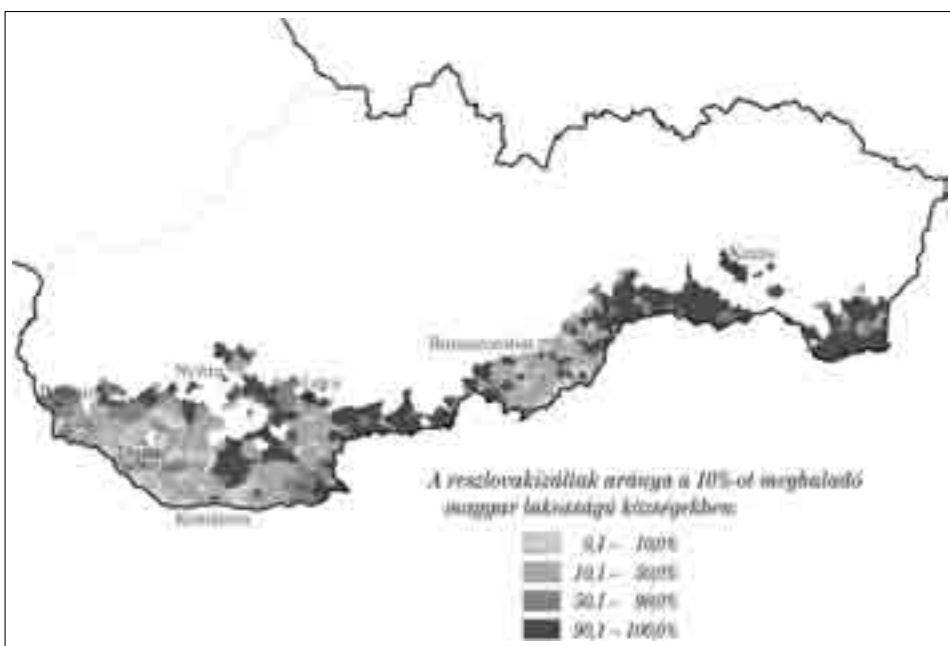 Kassa
Rimaszombat
Nyitra
Léva
Komárom
A reszlovakizáltak aránya a 10%-ot meghaladó
magyar lakosságú községekben:
0,1 – 10,0%
10,1 – 50,0%
50,1 – 90,0%
90,1 – 100,0%